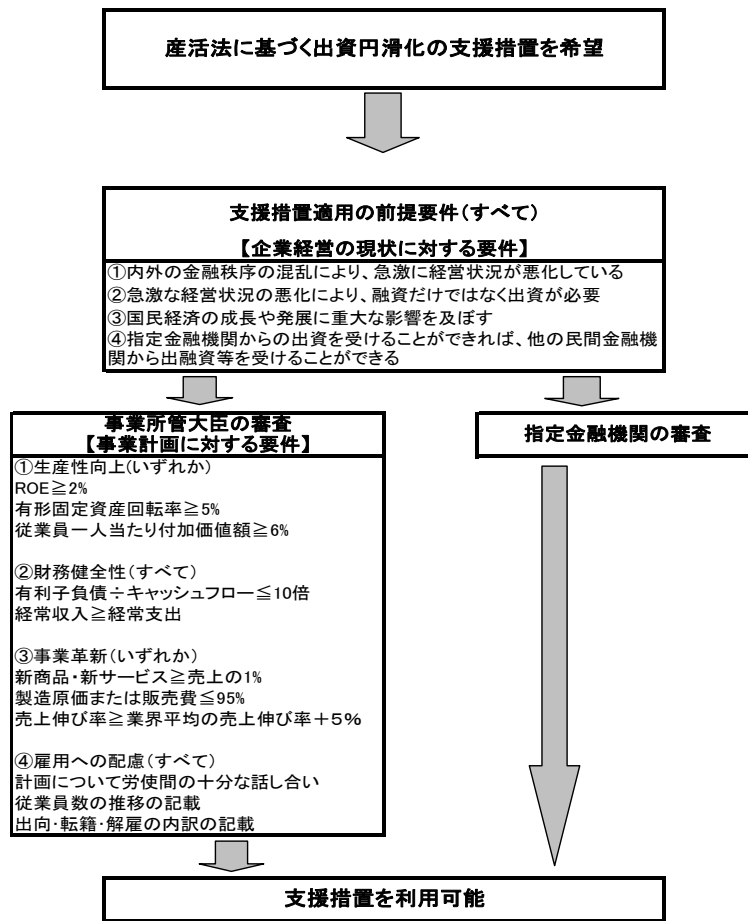 産活法に基づく出資円滑化の支援措置を希望
支援措置適用の前提要件(すべて)
【企業経営の現状に対する要件】
①内外の金融秩序の混乱により、急激に経営状況が悪化している
②急激な経営状況の悪化により、融資だけではなく出資が必要
③国民経済の成長や発展に重大な影響を及ぼす
④指定金融機関からの出資を受けることができれば、他の民間金融機
関から出融資等を受けることができる
事業所管大臣の審査
【事業計画に対する要件】
①生産性向上(いずれか)
ROE≧2%
有形固定資産回転率≧5%
従業員一人当たり付加価値額≧6%
②財務健全性(すべて)
有利子負債÷キャッシュフロー≦10倍
経常収入≧経常支出
③事業革新(いずれか)
新商品・新サービス≧売上の1%
製造原価または販売費≦95%
売上伸び率≧業界平均の売上伸び率+5%
④雇用への配慮(すべて)
計画について労使間の十分な話し合い
従業員数の推移の記載
出向・転籍・解雇の内訳の記載
指定金融機関の審査
支援措置を利用可能